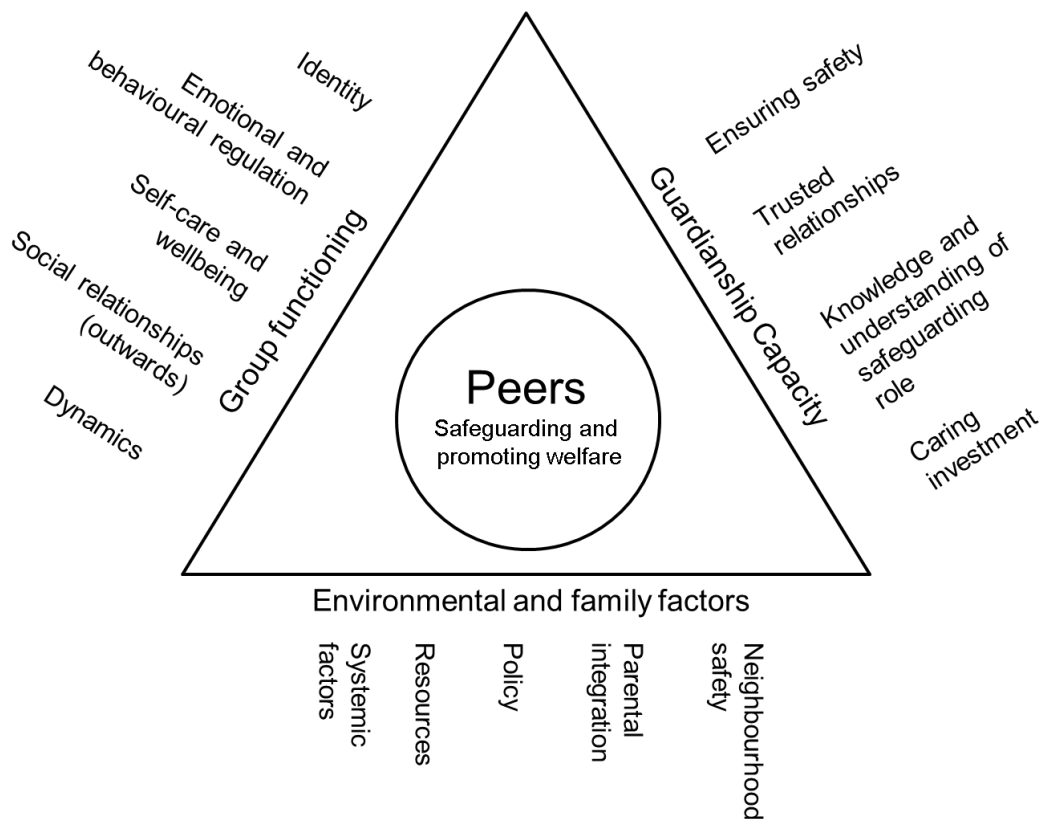 Identity
Emotional and
behavioural regulation
Self-care and
wellbeing
Social relationships
(outwards)
Dynamics
Group functioning
Ensuring safety
Trusted
relationships
Knowledge and
understanding of
safeguarding
role
Caring
investment
Guardianship Capacity
Peers
Safeguarding and
promoting welfare
Environmental and family factors
Systemic
factors
Resources
Policy
Parental
integration
Neighbourhood
safety